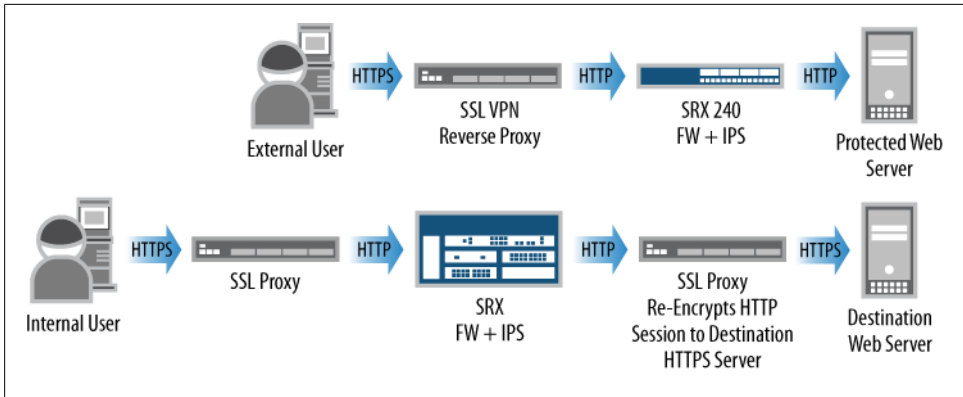 HTTPS
HTTP
HTTP
External User
SSL VPN
Reverse Proxy
SRX 240
FW + IPS
Protected Web
Server
HTTPS
HTTP
HTTP
HTTPS
Internal User
SSL Proxy
SRX
FW + IPS
SSL Proxy
Re-Encrypts HTTP
Session to Destination
HTTPS Server
Destination
Web Server